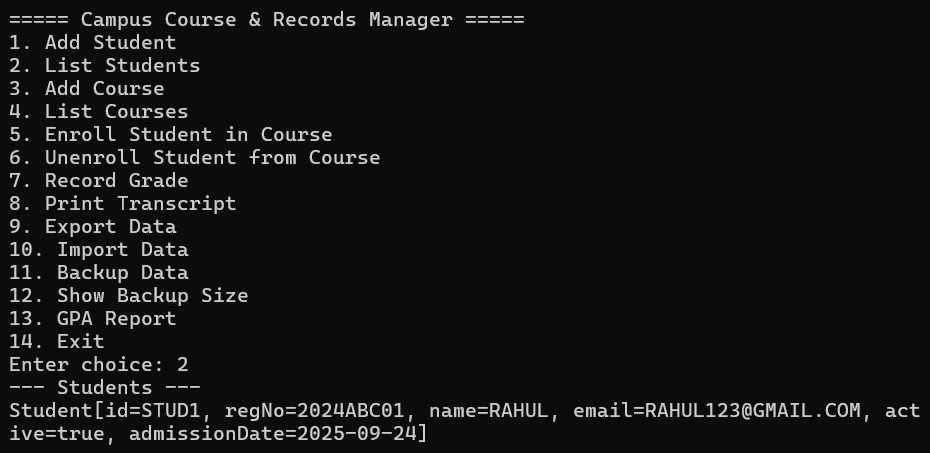 ===== Campus Course & Records Manager =====
1. Add Student
2. List Students
3. Add Course
4. List Courses
5. Enroll Student in Course
6. Unenroll Student from Course
7. Record Grade
8. Print Transcript
9. Export Data
10. Import Data
11. Backup Data
12. Show Backup Size
13. GPA Report
14. Exit
Enter choice: 2
--- Students ---
Student[id=STUD1, regNo=2024ABC01, name=RAHUL, email=RAHUL123@GMAIL.COM, act
ive=true, admissionDate=2025-09-24]